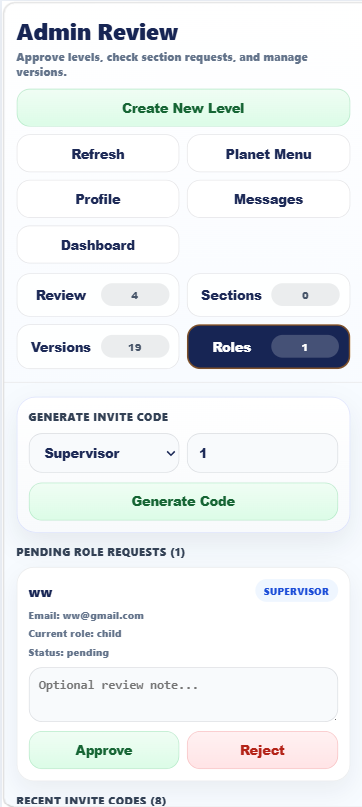 Admin Review
Approve levels, check section requests, and manage
versions.
Create New Level
Refresh
Planet Menu
Profile
Messages
Dashboard
Review 4
Sections 0
Versions 19
Roles 1
GENERATE INVITE CODE
Supervisor
1
Generate Code
PENDING ROLE REQUESTS (1)
ww
SUPERVISOR
Email: ww@gmail.com
Current role: child
Status: pending
Optional review note...
Approve
Reject
RECENT INVITE CODES (8)